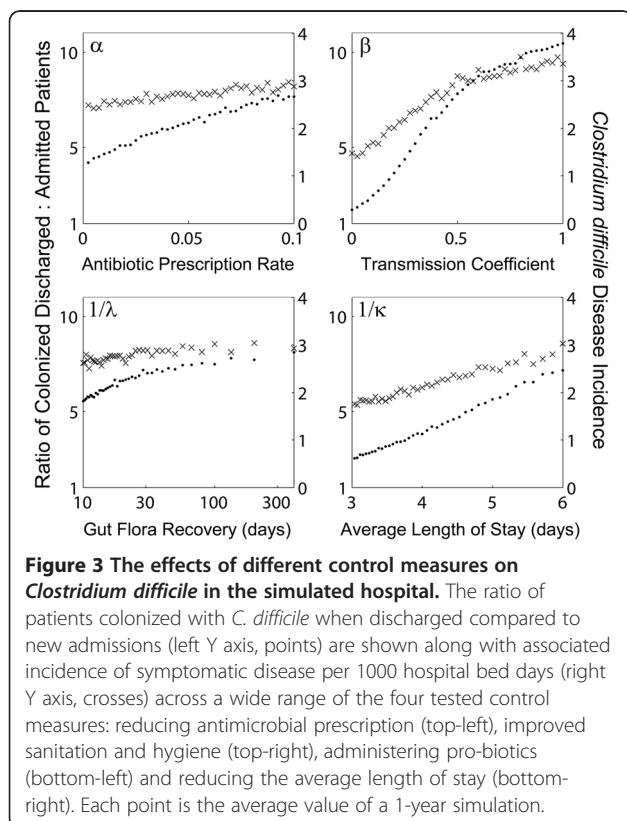 Ratio of Colonized Discharged : Admitted Patients
Clostridium difficile Disease Incidence
α
10
5
1
4
3
2
1
0
0
0.05
0.1
Antibiotic Prescription Rate
β
10
5
1
4
3
2
1
0
0
0.5
1
Transmission Coefficient
1/λ
10
5
1
4
3
2
1
0
10
30
100
400
Gut Flora Recovery (days)
1/κ
10
5
1
4
3
2
1
0
3
4
5
6
Average Length of Stay (days)
Figure 3 The effects of different control measures on
Clostridium difficile in the simulated hospital. The ratio of
patients colonized with C. difficile when discharged compared to
new admissions (left Y axis, points) are shown along with associated
incidence of symptomatic disease per 1000 hospital bed days (right
Y axis, crosses) across a wide range of the four tested control
measures: reducing antimicrobial prescription (top-left), improved
sanitation and hygiene (top-right), administering pro-biotics
(bottom-left) and reducing the average length of stay (bottom-
right). Each point is the average value of a 1-year simulation.